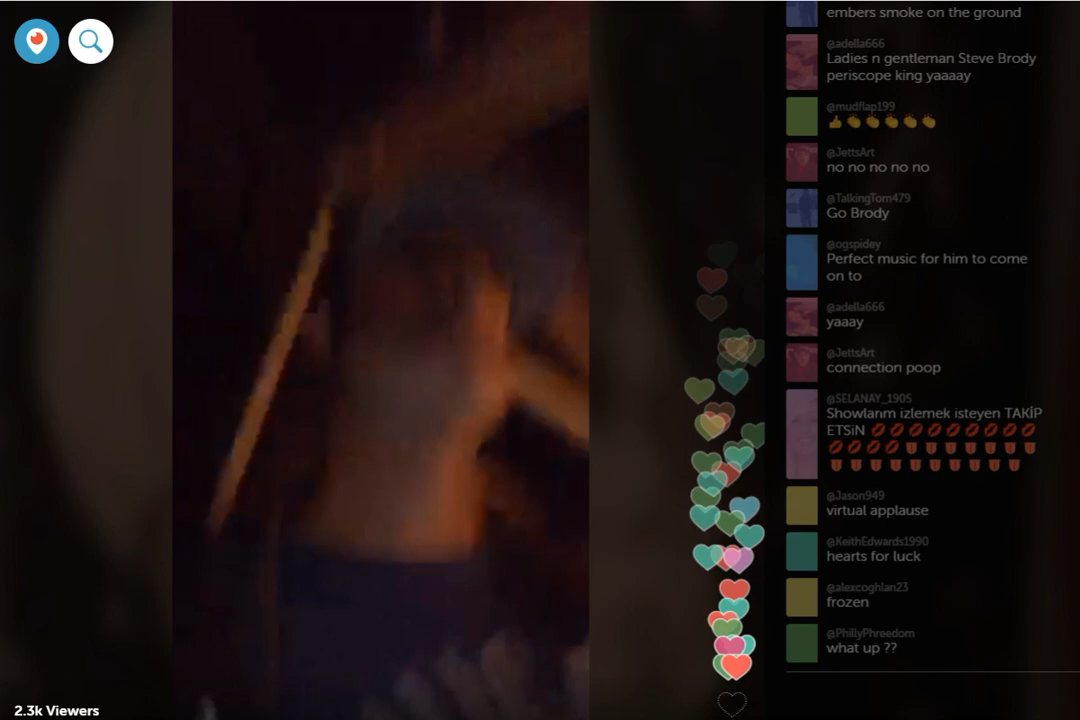 embers smoke on the ground
@adella666
Ladies n gentleman Steve Brody
periscope king yaaaay
@mudflap199
👍👏👏👏👏👏
@JettsArt
no no no no no
@TalkingTom479
Go Brody
@ogspidey
Perfect music for him to come
on to
@adella666
yaaay
@JettsArt
connection poop
@SELANAY_1905
Showlarım izlemek isteyen TAKİP
ETSiN 💋💋💋💋💋💋💋💋💋
💋💋💋💋👅👅👅👅👅👅👅
👅👅👅👅👅👅👅👅👅👅
@Jason949
virtual applause
@KeithEdwards1990
hearts for luck
@alexcoghlan23
frozen
@PhillyPhreedom
what up ??
2.3k Viewers